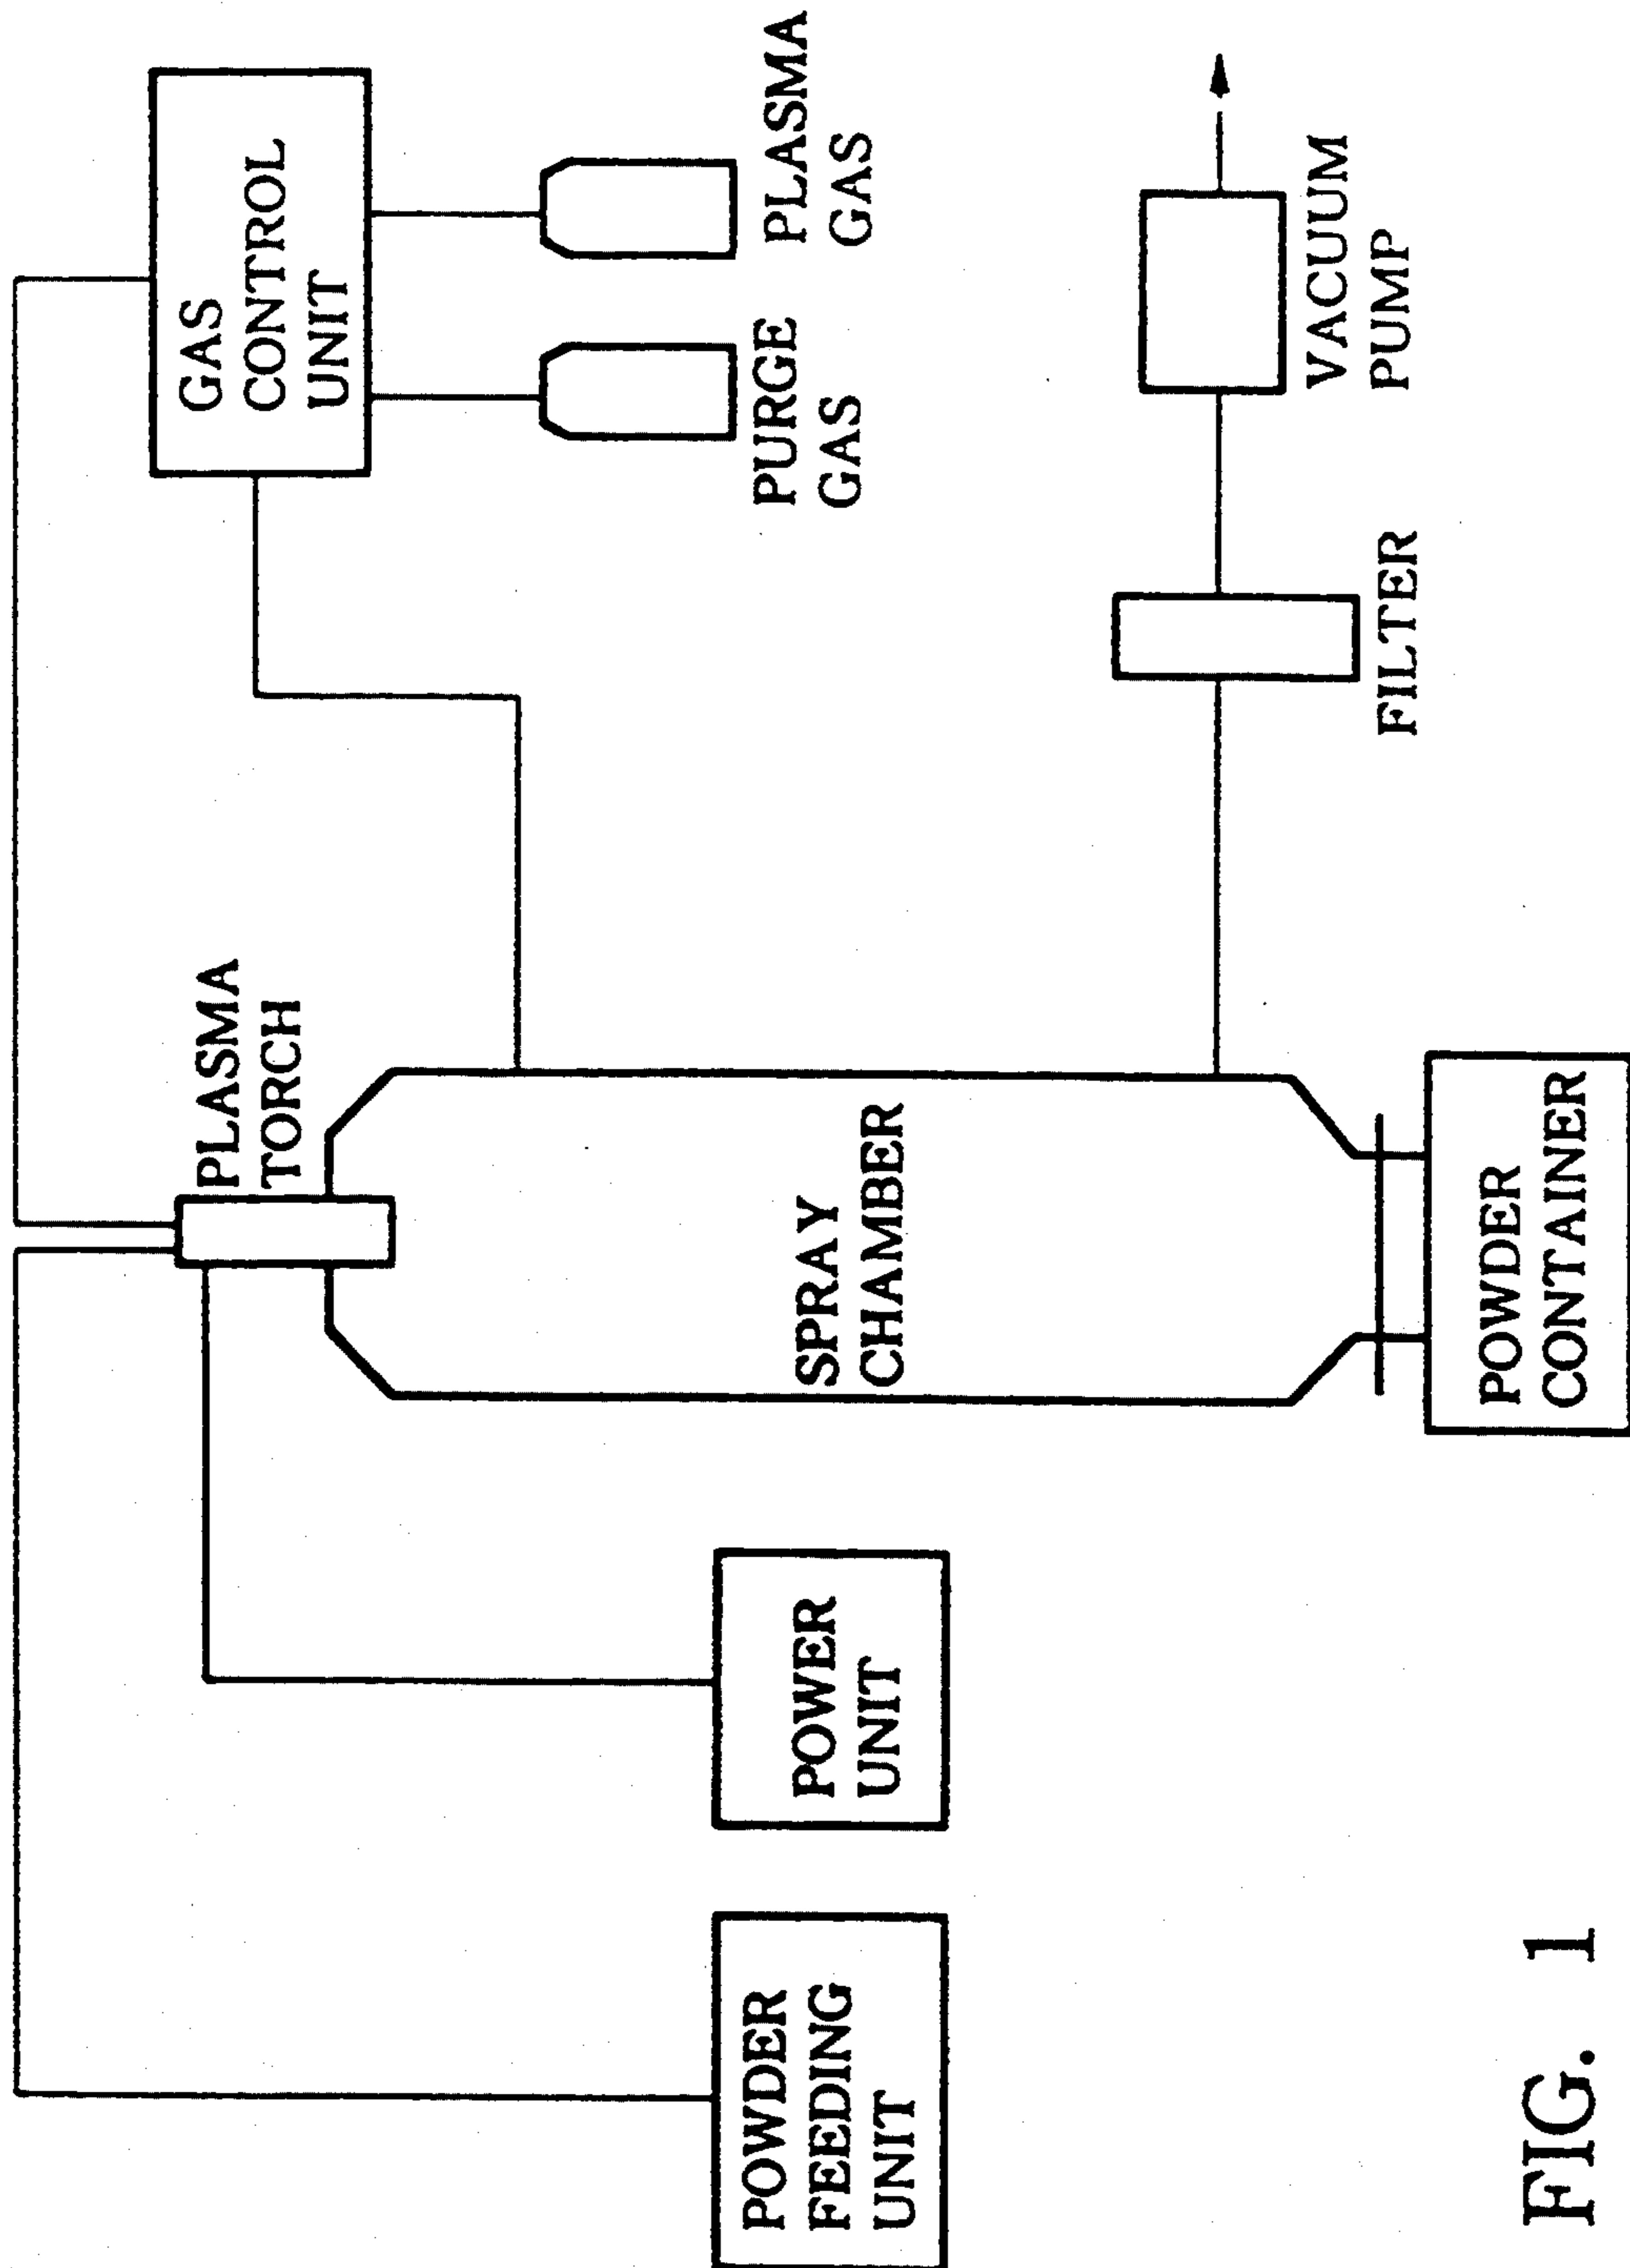 PLASMA
TORCH
GAS
CONTROL
UNIT
POWDER
FEEDING
UNIT
POWER
UNIT
SPRAY
CHAMBER
PURGE
GAS
PLASMA
GAS
FILTER
VACUUM
PUMP
POWDER
CONTAINER
FIG. 1